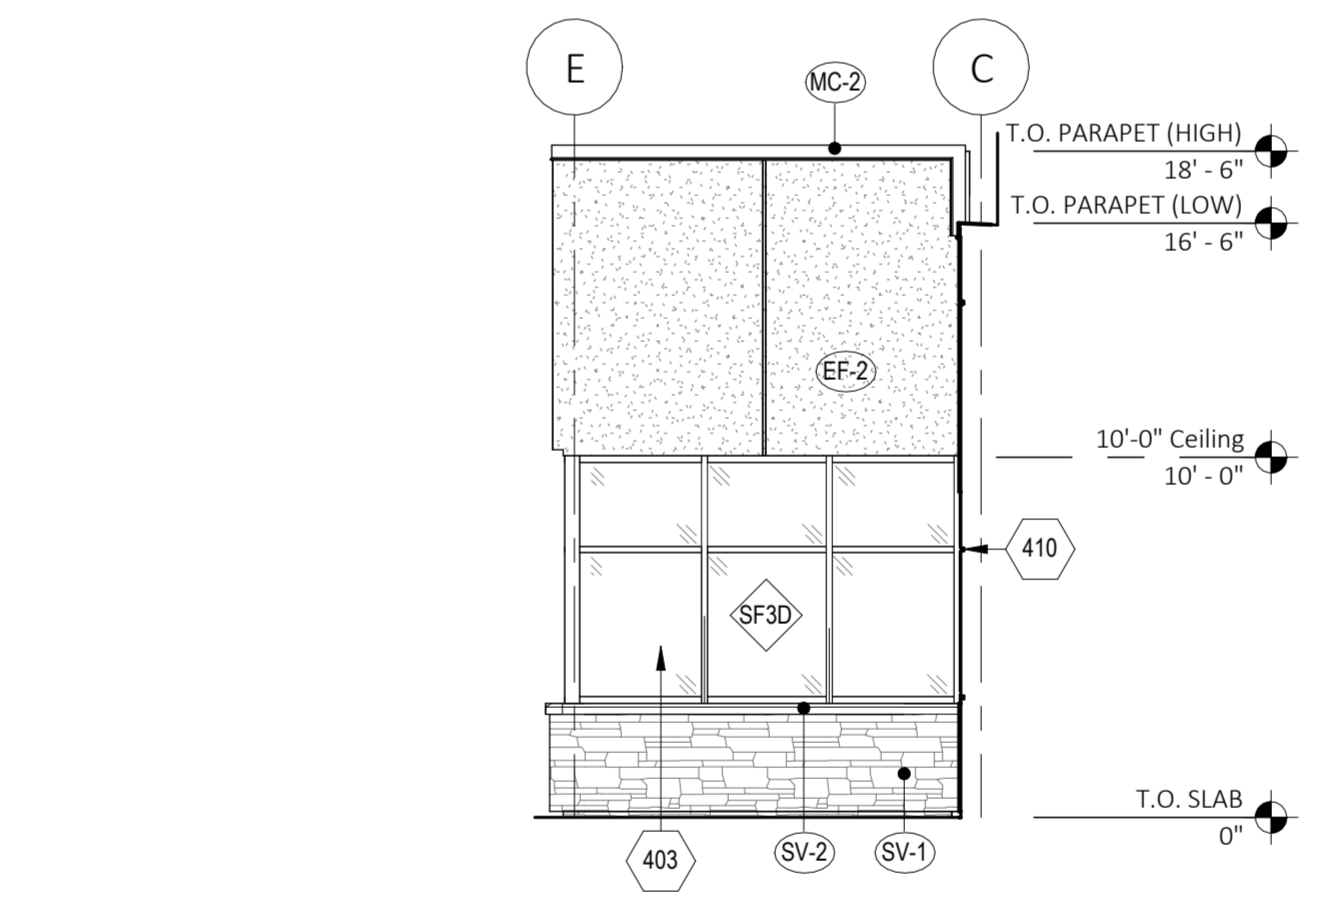 E
C
MC-2
T.O. PARAPET (HIGH)
18' - 6"
T.O. PARAPET (LOW)
16' - 6"
EF-2
10'-0" Ceiling
10' - 0"
410
SF3D
T.O. SLAB
0"
403
SV-2
SV-1